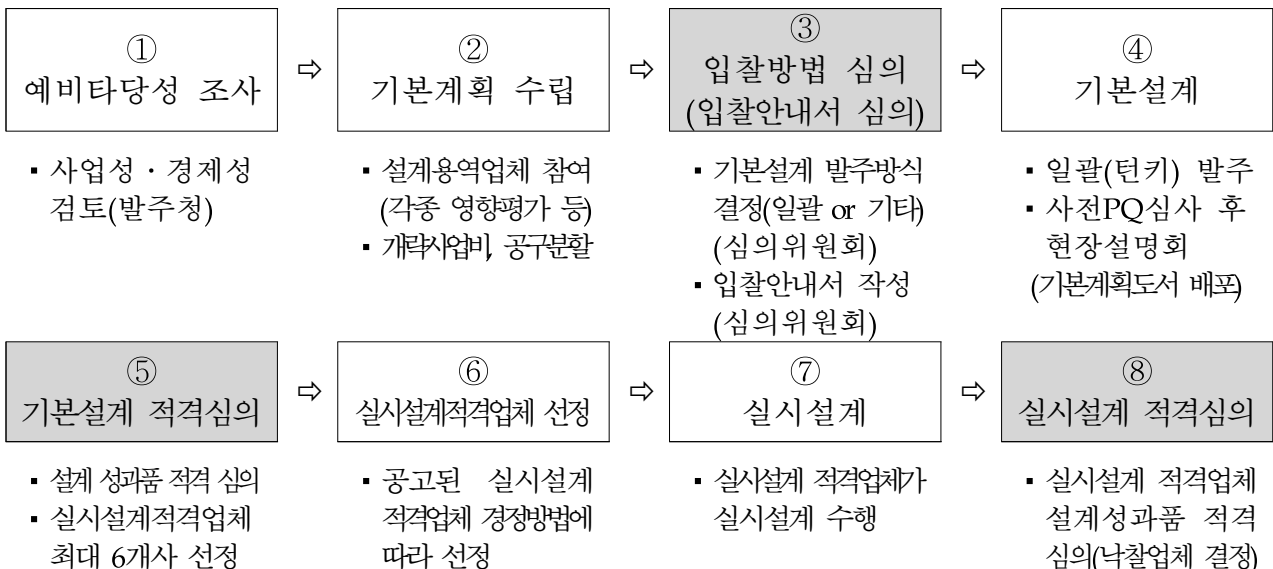 ①
예비타당성 조사
⇨
②
기본계획 수립
⇨
③
입찰방법 심의
(입찰안내서 심의)
⇨
④
기본설계
▪ 사업성 · 경제성
검토(발주청)
▪ 설계용역업체 참여
(각종 영향평가 등)
▪ 개략사업비, 공구분할
▪ 기본설계 발주방식
결정(일괄 or 기타)
(심의위원회)
▪ 입찰안내서 작성
(심의위원회)
▪ 일괄(턴키) 발주
▪ 사전PQ심사 후
현장설명회
(기본계획도서 배포)
⑤
기본설계 적격심의
⇨
⑥
실시설계적격업체 선정
⇨
⑦
실시설계
⇨
⑧
실시설계 적격심의
▪ 설계 성과품 적격 심의
▪ 실시설계적격업체
최대 6개사 선정
▪ 공고된 실시설계
적격업체 경정방법에
따라 선정
▪ 실시설계 적격업체가
실시설계 수행
▪ 실시설계 적격업체
설계성과품 적격
심의(낙찰업체 결정)